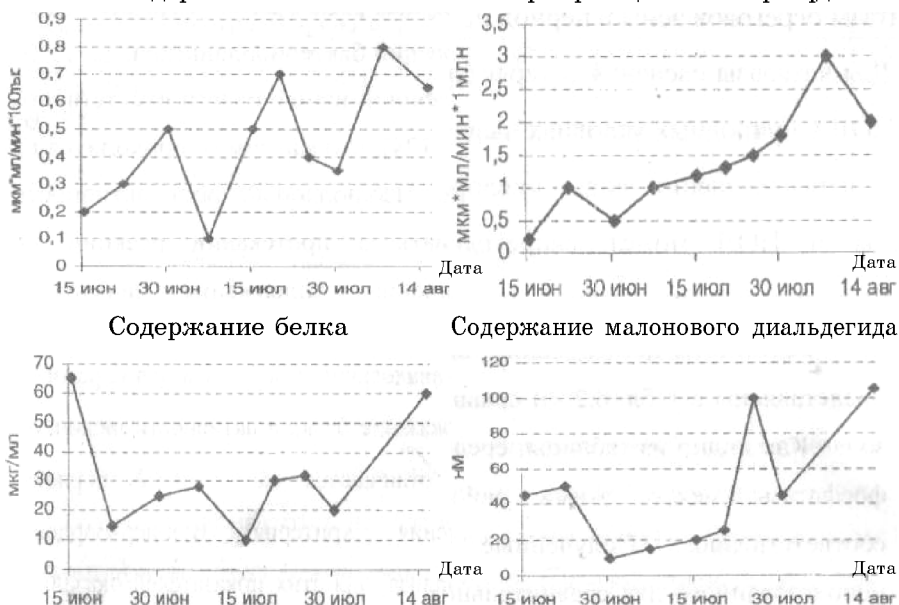 0,9
0,8
0,7
0,6
0,5
0,4
0,3
0,2
0,1
0
мкм*мл/мин*100тыс
Дата
15 июн 30 июн 15 июл 30 июл 14 авг
3,5
3
2,5
2
1,5
1
0,5
0
мкм*мл/мин*1 млн
Дата
15 июн 30 июн 15 июл 30 июл 14 авг
Содержание белка
70
60
50
40
30
20
10
0
мкг/мл
Дата
15 июн 30 июн 15 июл 30 июл 14 авг
Содержание малонового диальдегида
120
100
80
60
40
20
0
нМ
Дата
15 июн 30 июн 15 июл 30 июл 14 авг